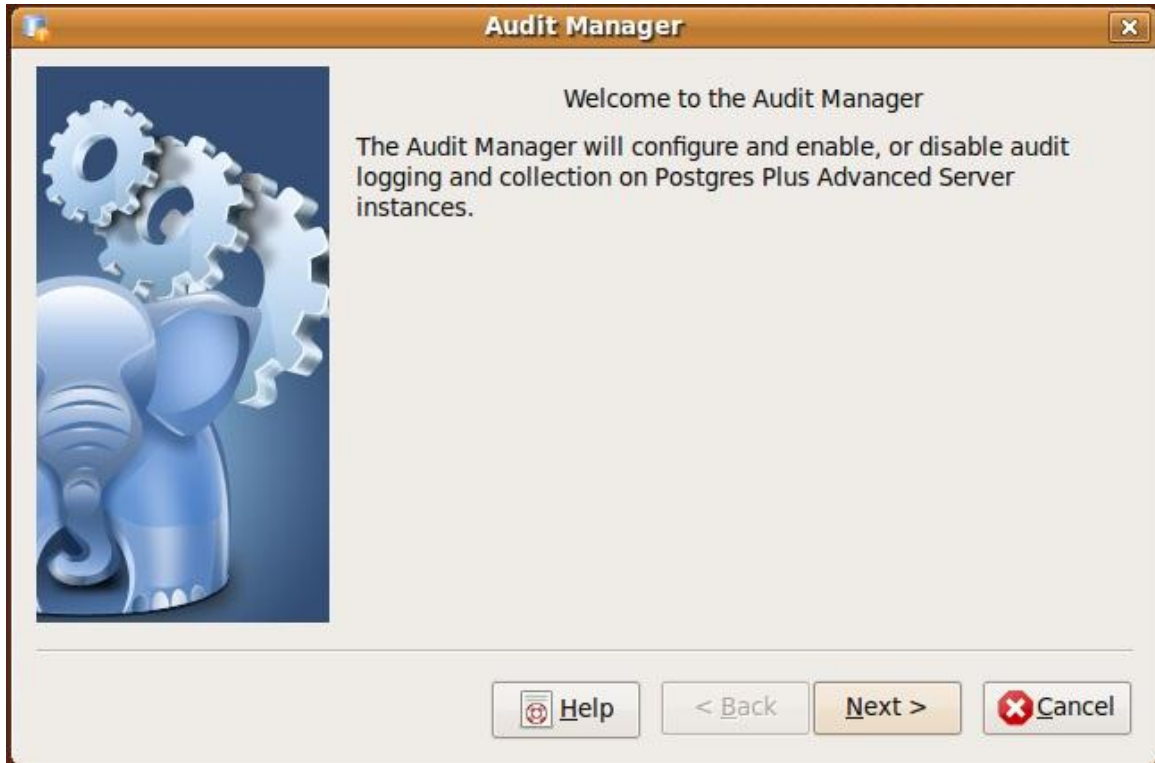 Audit Manager
Welcome to the Audit Manager
The Audit Manager will configure and enable, or disable audit
logging and collection on Postgres Plus Advanced Server
instances.
Help
< Back
Next >
Cancel